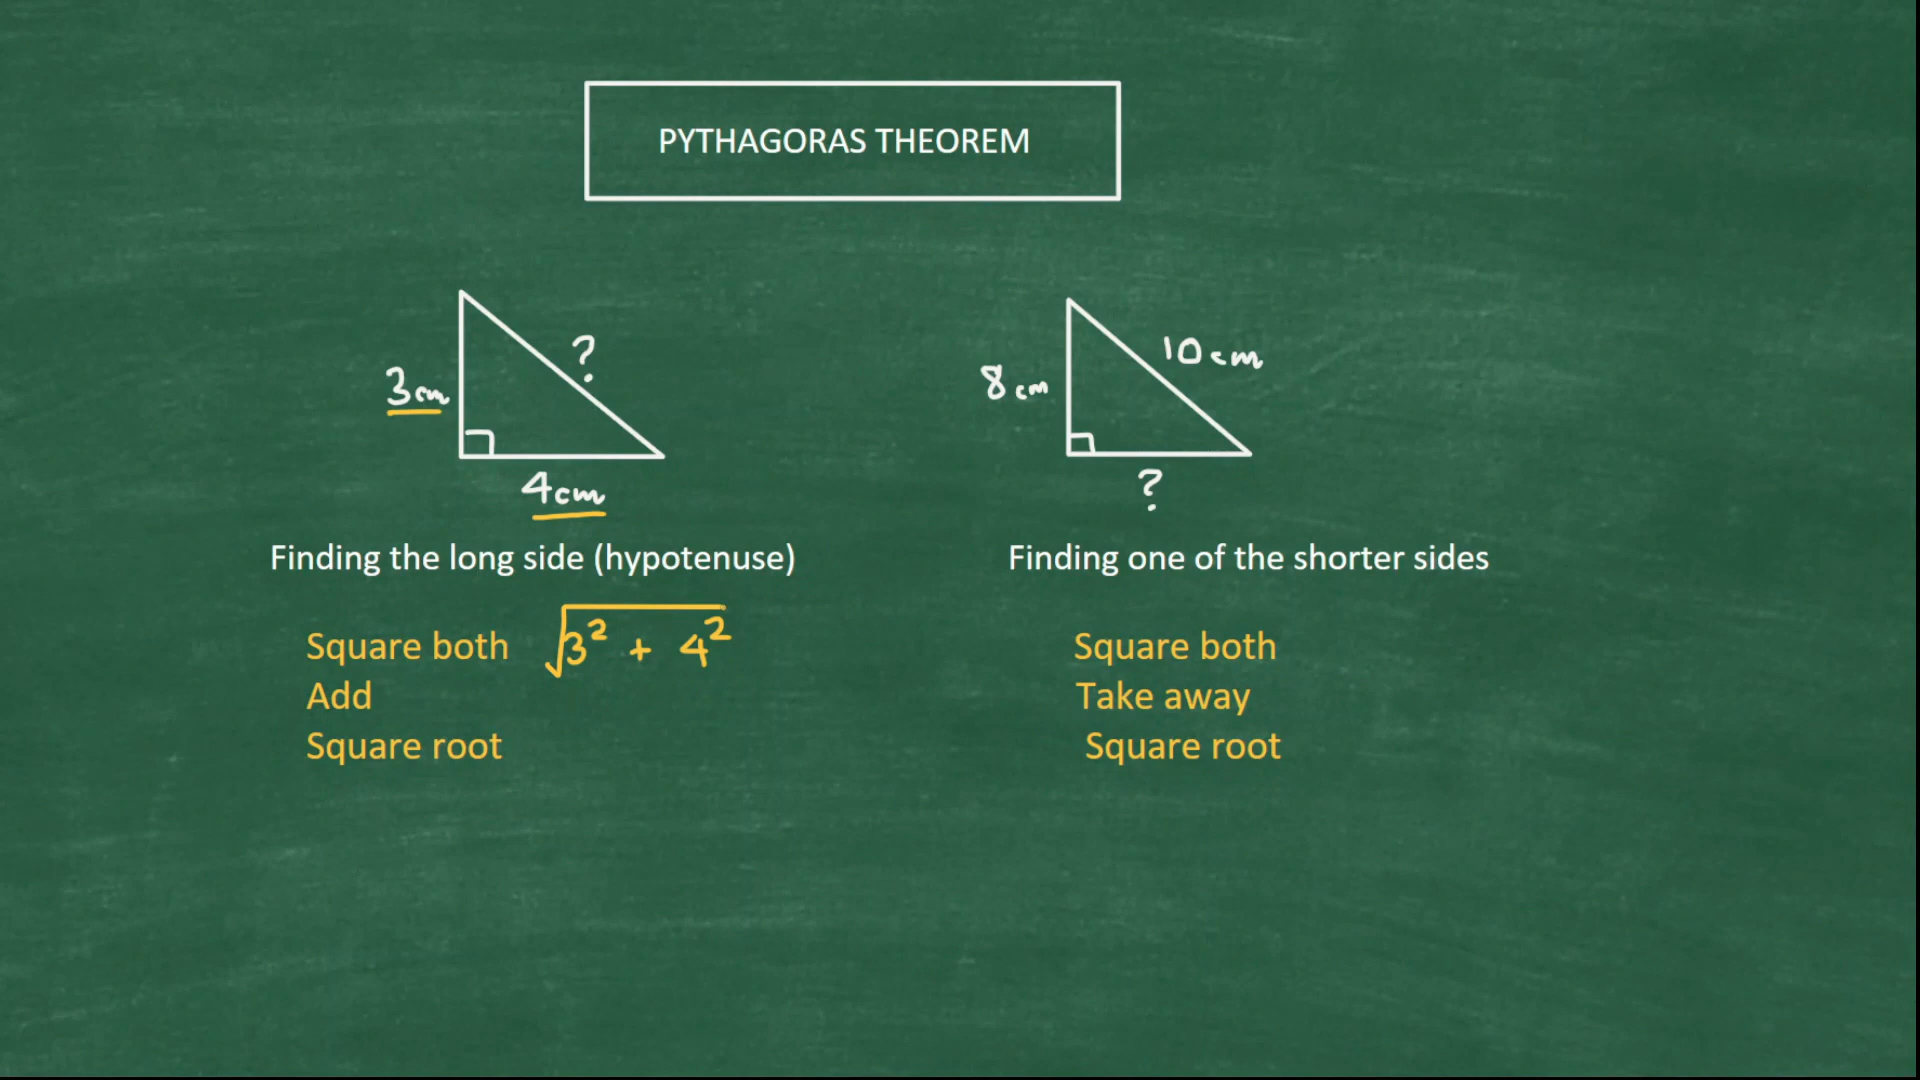 PYTHAGORAS THEOREM
?
3cm
4cm
10cm
8cm
?
Finding the long side (hypotenuse)
Square both √3² + 4²
Add
Square root
Finding one of the shorter sides
Square both
Take away
Square root